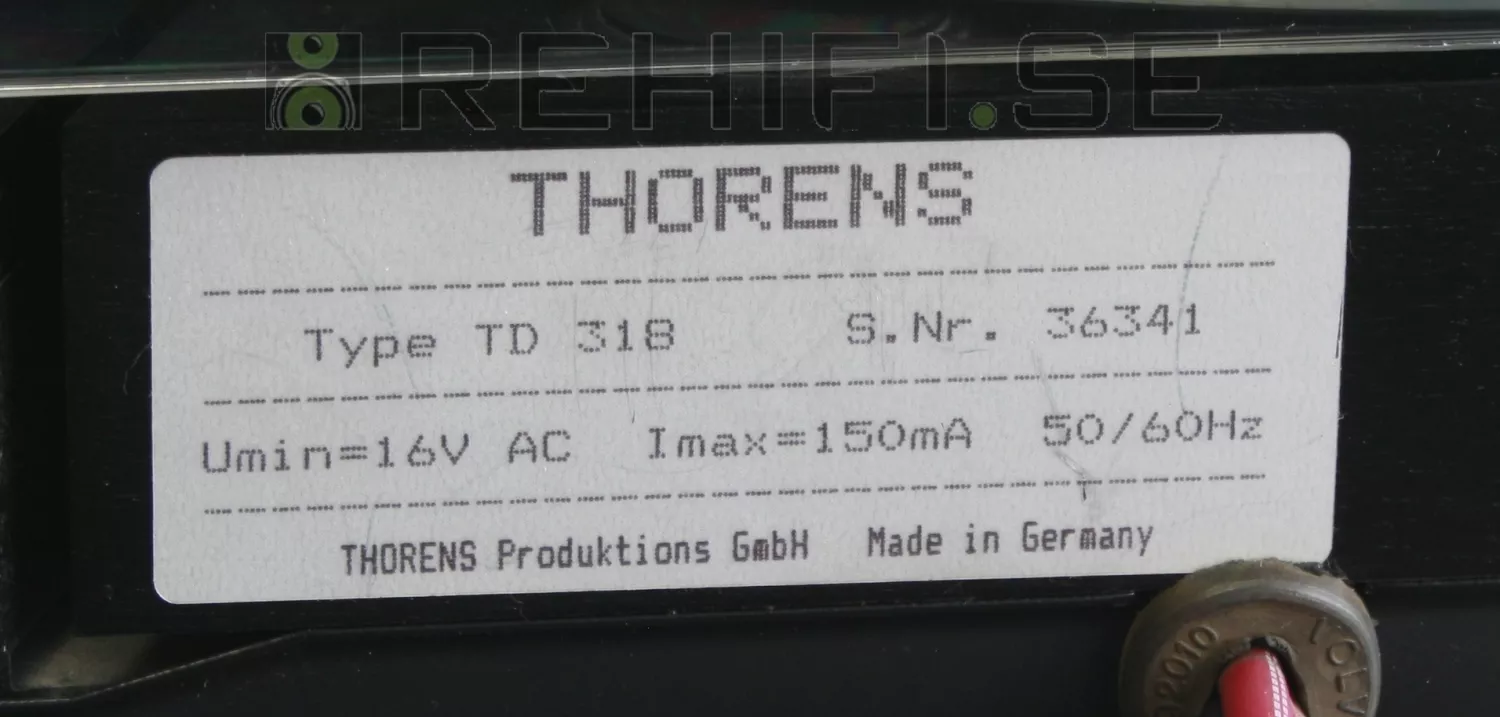 REHIFI.SE
THORENS
Type TD 318 S.Nr. 36341
Umin=16V AC Imax=150mA 50/60Hz
THORENS Produktions GmbH Made in Germany